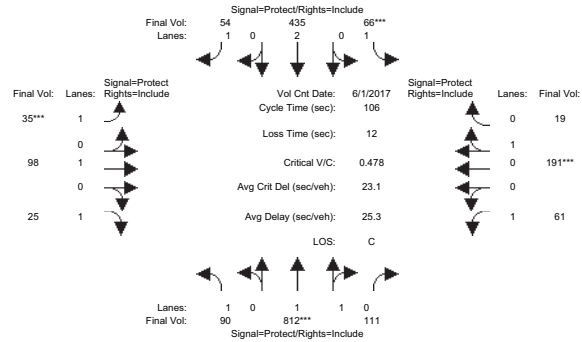 Signal=Protect/Rights=Include
Final Vol: 54 435 66***
Lanes: 1 0 2 0 1
Signal=Protect
Final Vol: Lanes: Rights=Include
Vol Cnt Date: 6/1/2017
Signal=Protect
Rights=Include Lanes: Final Vol:
Cycle Time (sec): 106
35*** 1
0 19
Loss Time (sec): 12
0
1
98 1
Critical V/C: 0.478
0 191***
0
Avg Crit Del (sec/veh): 23.1
0
25 1
Avg Delay (sec/veh): 25.3
1 61
LOS: C
Lanes: 1 0 1 1 0
Final Vol: 90 812*** 111
Signal=Protect/Rights=Include